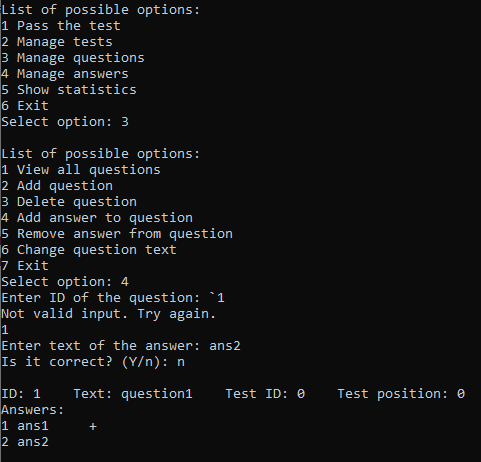 List of possible options:
1 Pass the test
2 Manage tests
3 Manage questions
4 Manage answers
5 Show statistics
6 Exit
Select option: 3
List of possible options:
1 View all questions
2 Add question
3 Delete question
4 Add answer to question
5 Remove answer from question
6 Change question text
7 Exit
Select option: 4
Enter ID of the question: `1
Not valid input. Try again.
1
Enter text of the answer: ans2
Is it correct? (Y/n): n
ID: 1    Text: question1    Test ID: 0    Test position: 0
Answers:
1 ans1     +
2 ans2